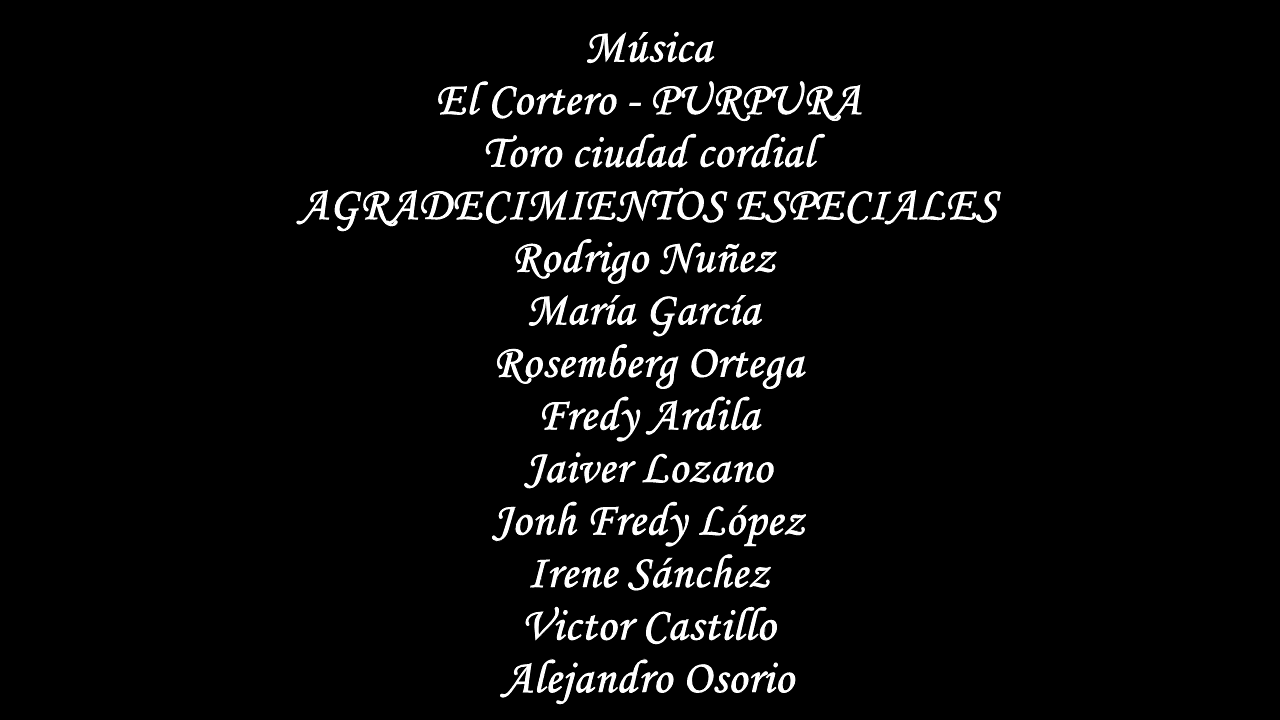 Música
El Cortero - PURPURA
Toro ciudad cordial
AGRADECIMIENTOS ESPECIALES
Rodrigo Nuñez
María García
Rosemberg Ortega
Fredy Ardila
Jaiver Lozano
Jonh Fredy López
Irene Sánchez
Victor Castillo
Alejandro Osorio